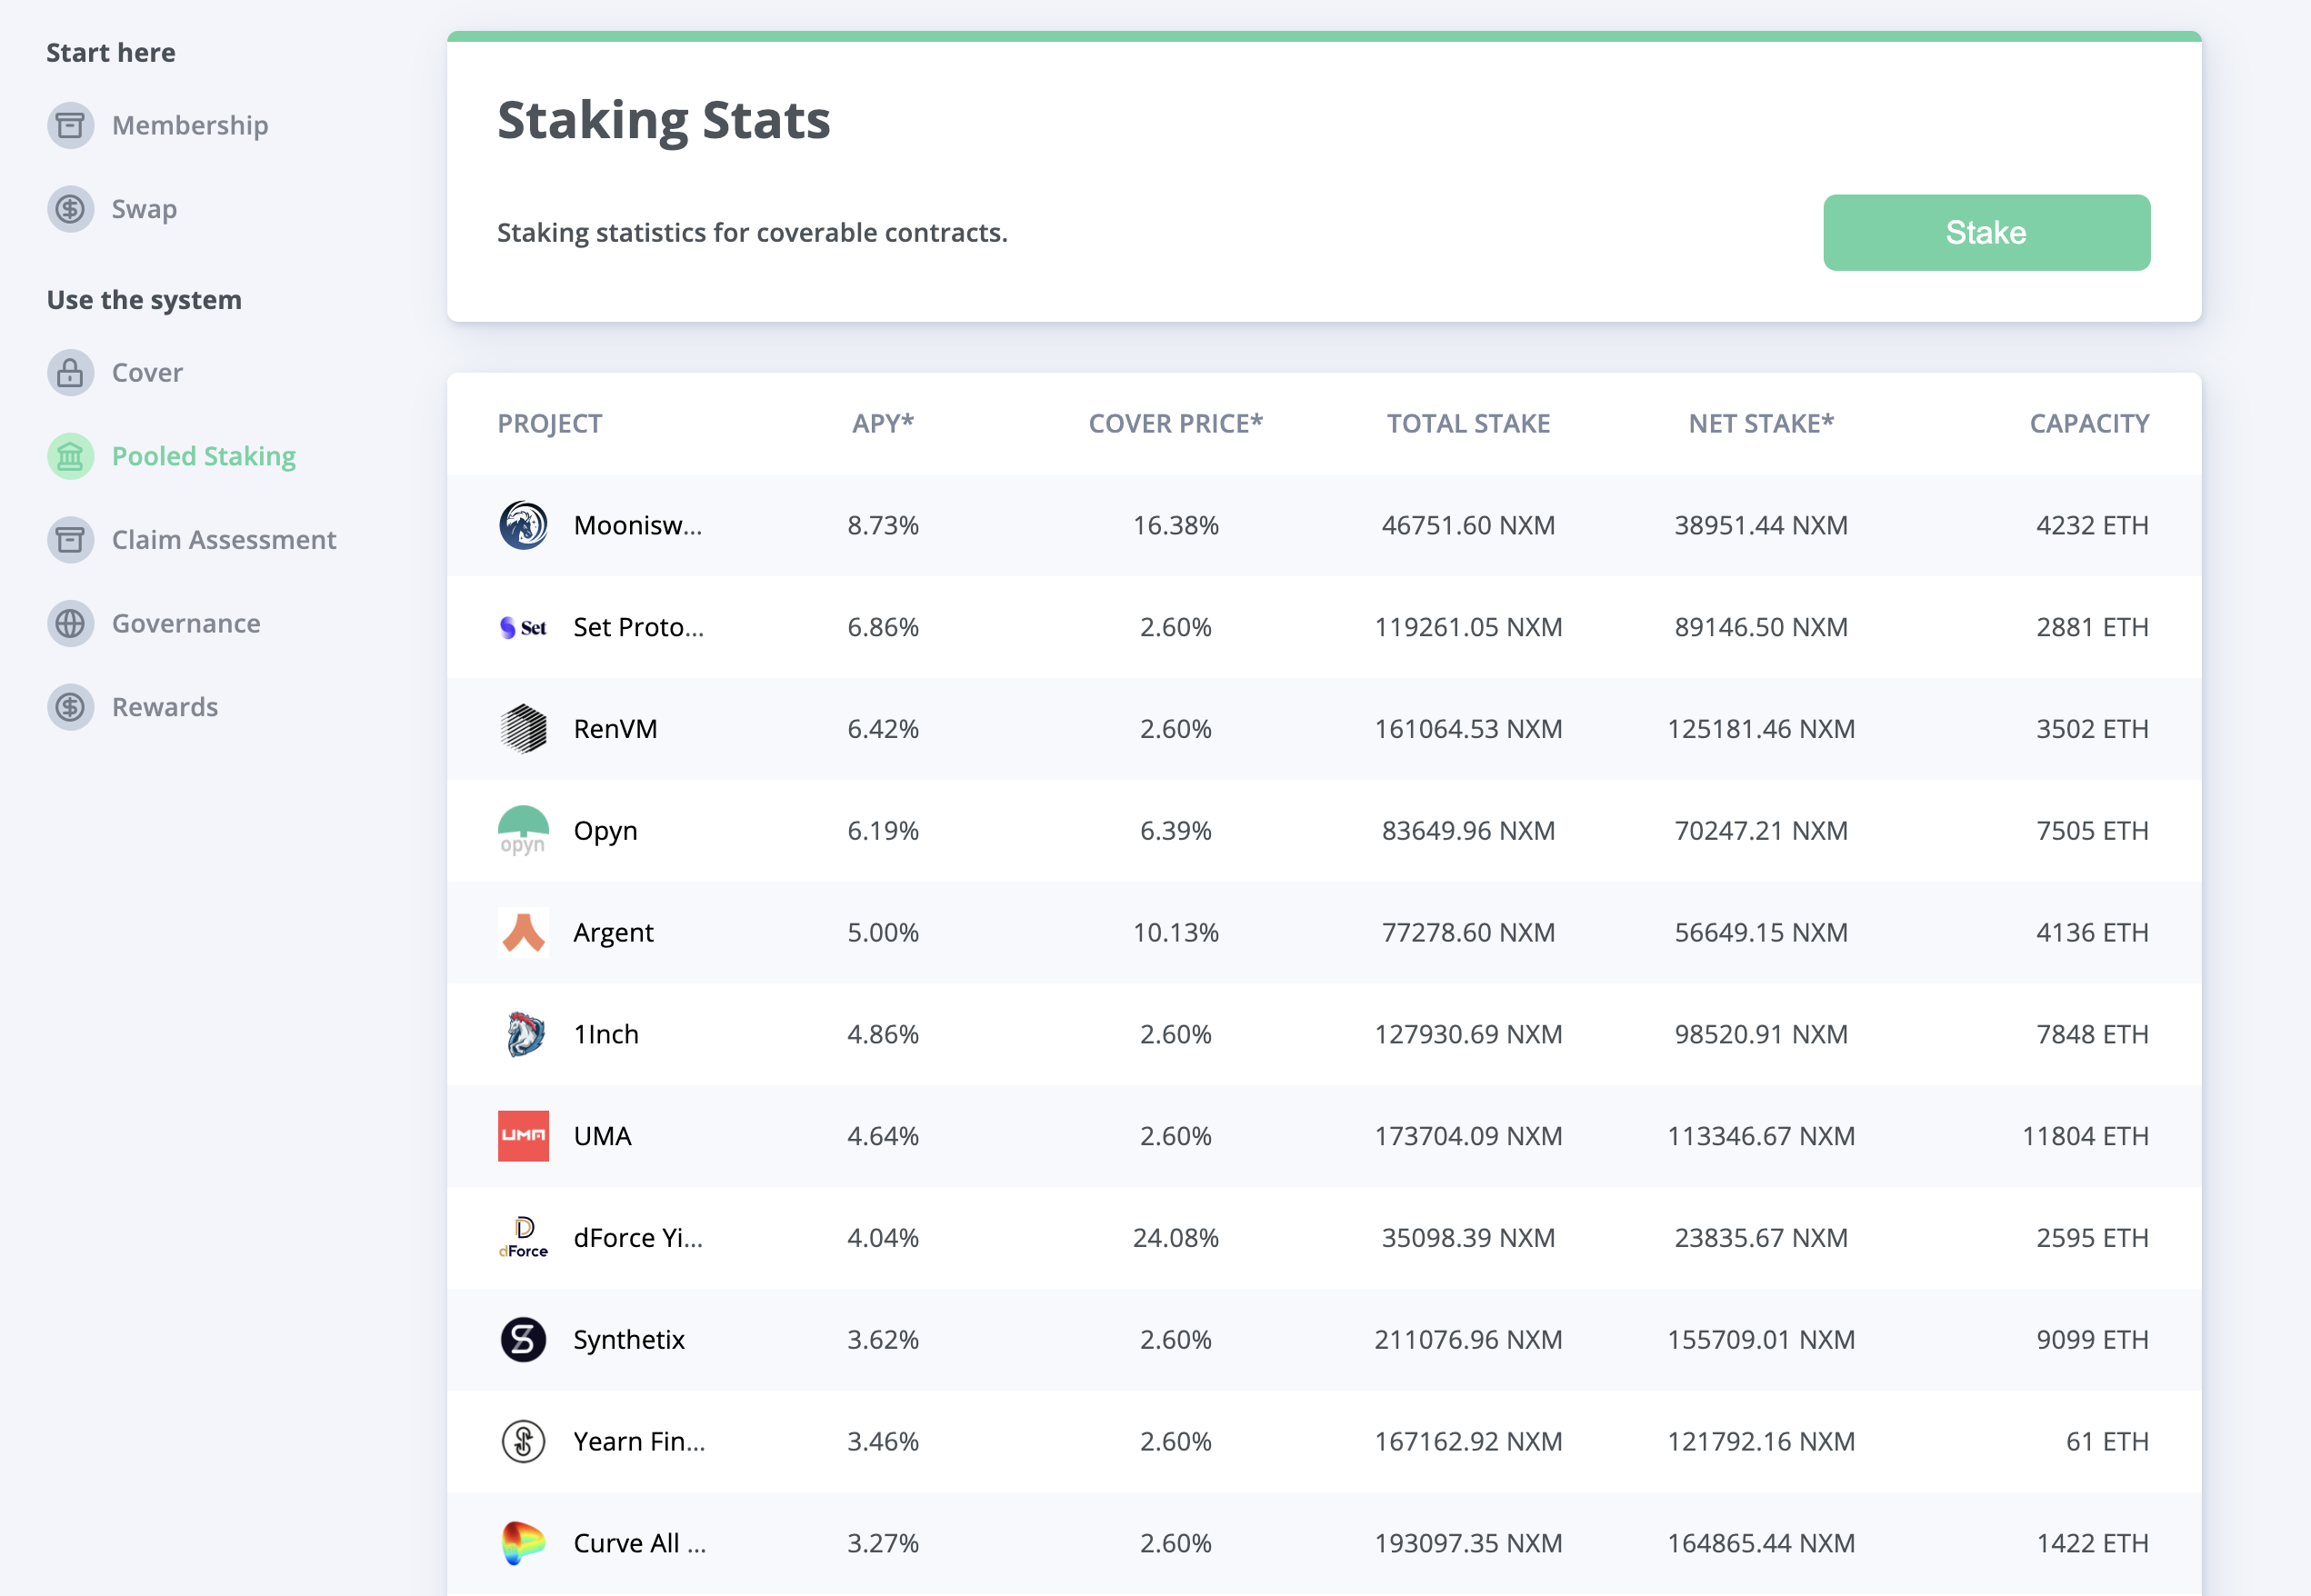 Start here
Membership
Swap
Use the system
Cover
Pooled Staking
Claim Assessment
Governance
Rewards
Staking Stats
Staking statistics for coverable contracts.
Stake
PROJECT APY* COVER PRICE* TOTAL STAKE NET STAKE* CAPACITY
Moonisw... 8.73% 16.38% 46751.60 NXM 38951.44 NXM 4232 ETH
Set Set Proto... 6.86% 2.60% 119261.05 NXM 89146.50 NXM 2881 ETH
RenVM 6.42% 2.60% 161064.53 NXM 125181.46 NXM 3502 ETH
opyn Opyn 6.19% 6.39% 83649.96 NXM 70247.21 NXM 7505 ETH
Argent 5.00% 10.13% 77278.60 NXM 56649.15 NXM 4136 ETH
1Inch 4.86% 2.60% 127930.69 NXM 98520.91 NXM 7848 ETH
UMA UMA 4.64% 2.60% 173704.09 NXM 113346.67 NXM 11804 ETH
dForce dForce Yi... 4.04% 24.08% 35098.39 NXM 23835.67 NXM 2595 ETH
Synthetix 3.62% 2.60% 211076.96 NXM 155709.01 NXM 9099 ETH
Yearn Fin... 3.46% 2.60% 167162.92 NXM 121792.16 NXM 61 ETH
Curve All ... 3.27% 2.60% 193097.35 NXM 164865.44 NXM 1422 ETH